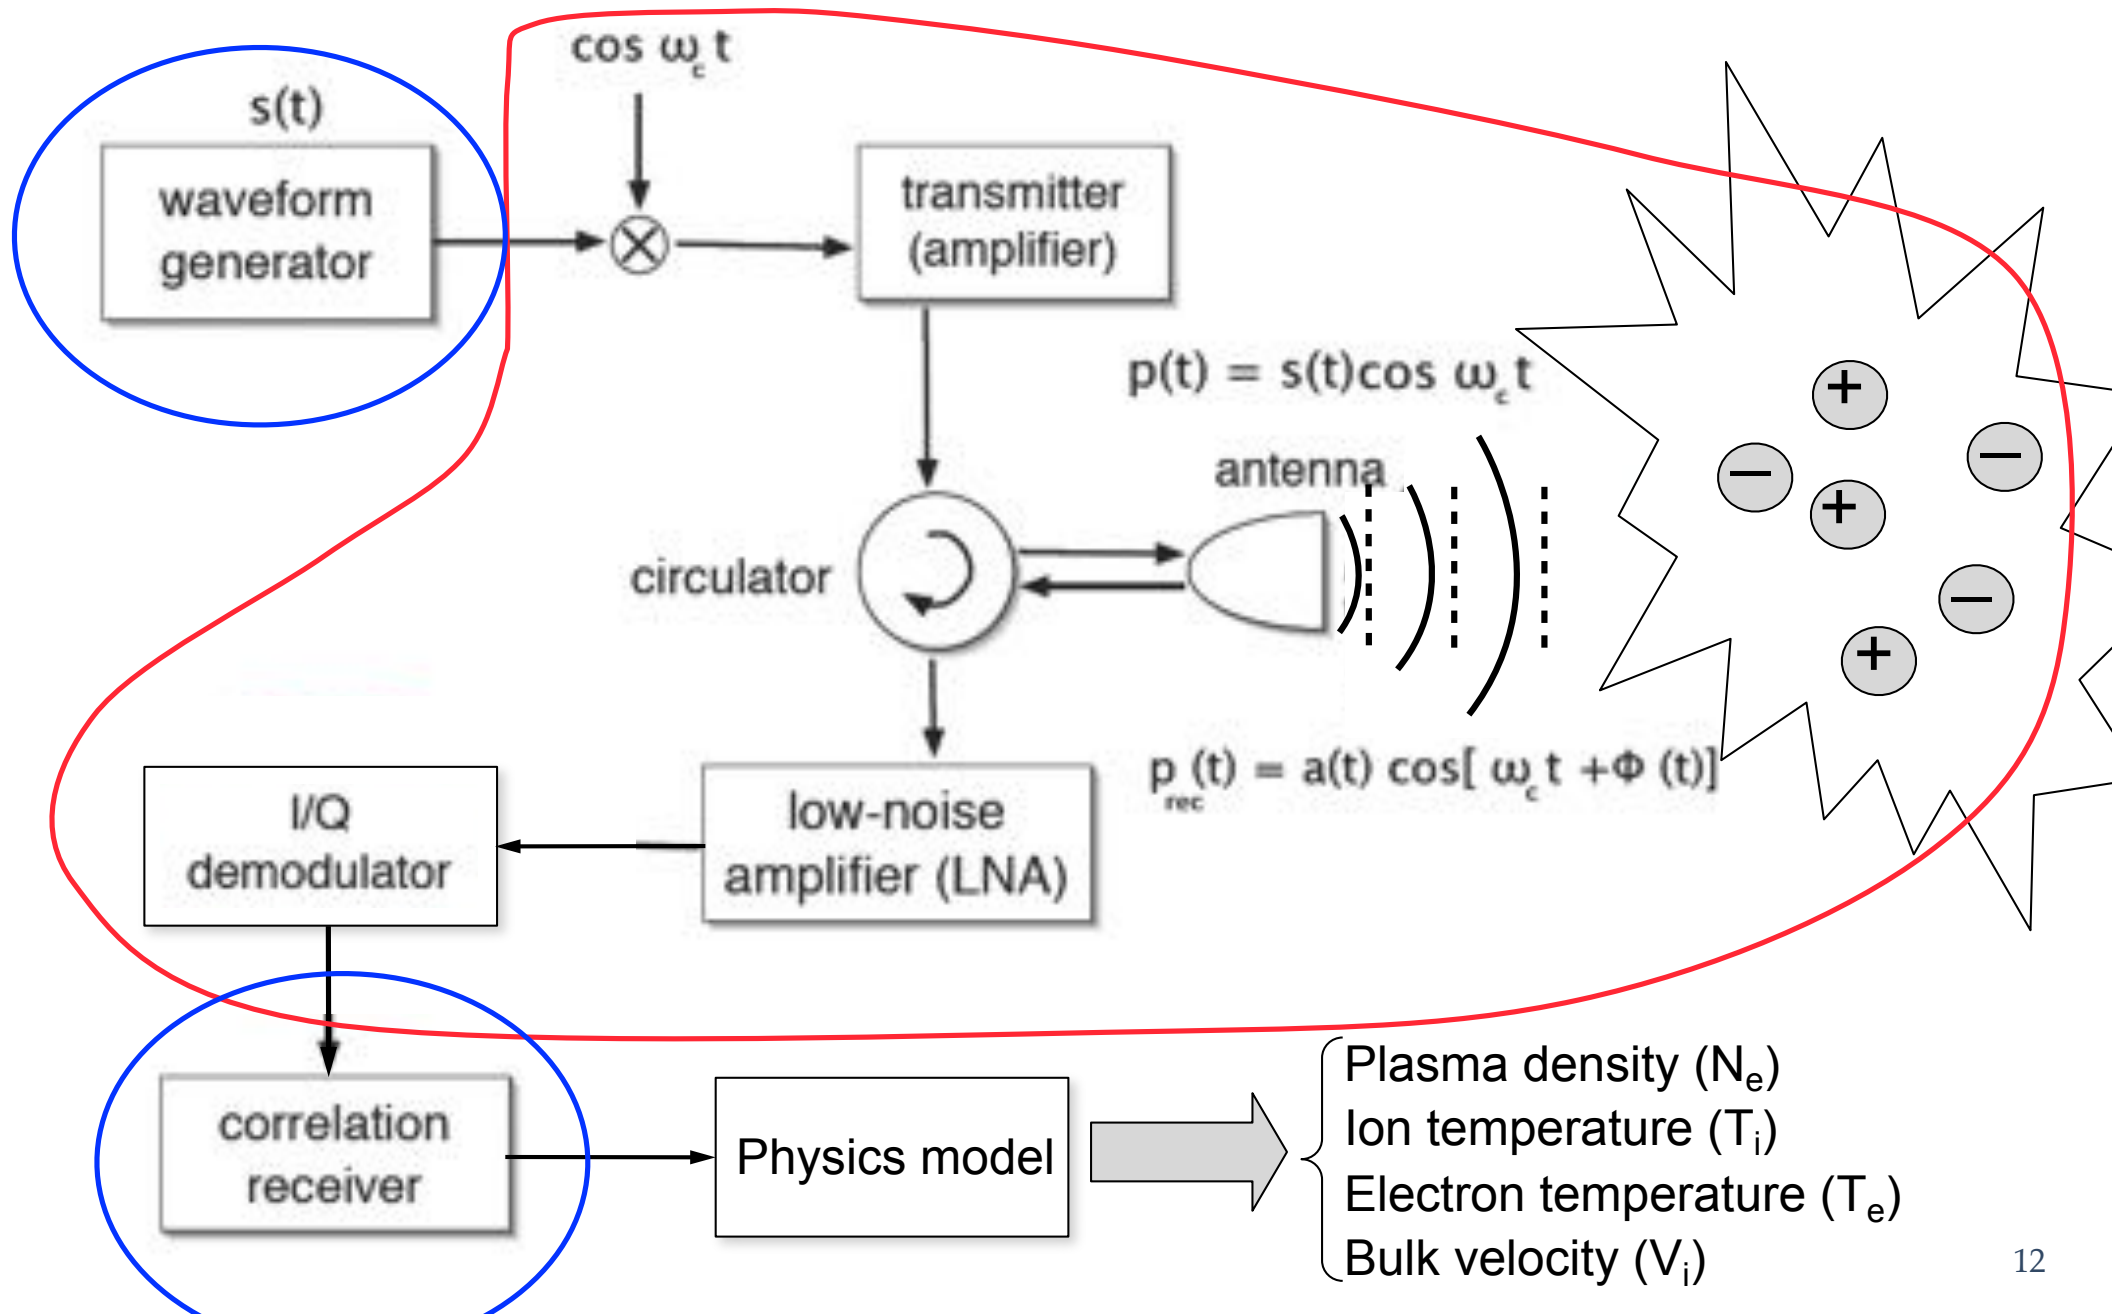 cos ω_c t
s(t)
waveform
generator
transmitter
(amplifier)
p(t) = s(t)cos ω_c t
antenna
circulator
p_rec(t) = a(t) cos[ ω_c t +Φ (t)]
I/Q
demodulator
low-noise
amplifier (LNA)
correlation
receiver
Physics model
Plasma density (N_e)
Ion temperature (T_i)
Electron temperature (T_e)
Bulk velocity (V_i)
+
−
−
+
−
+
12